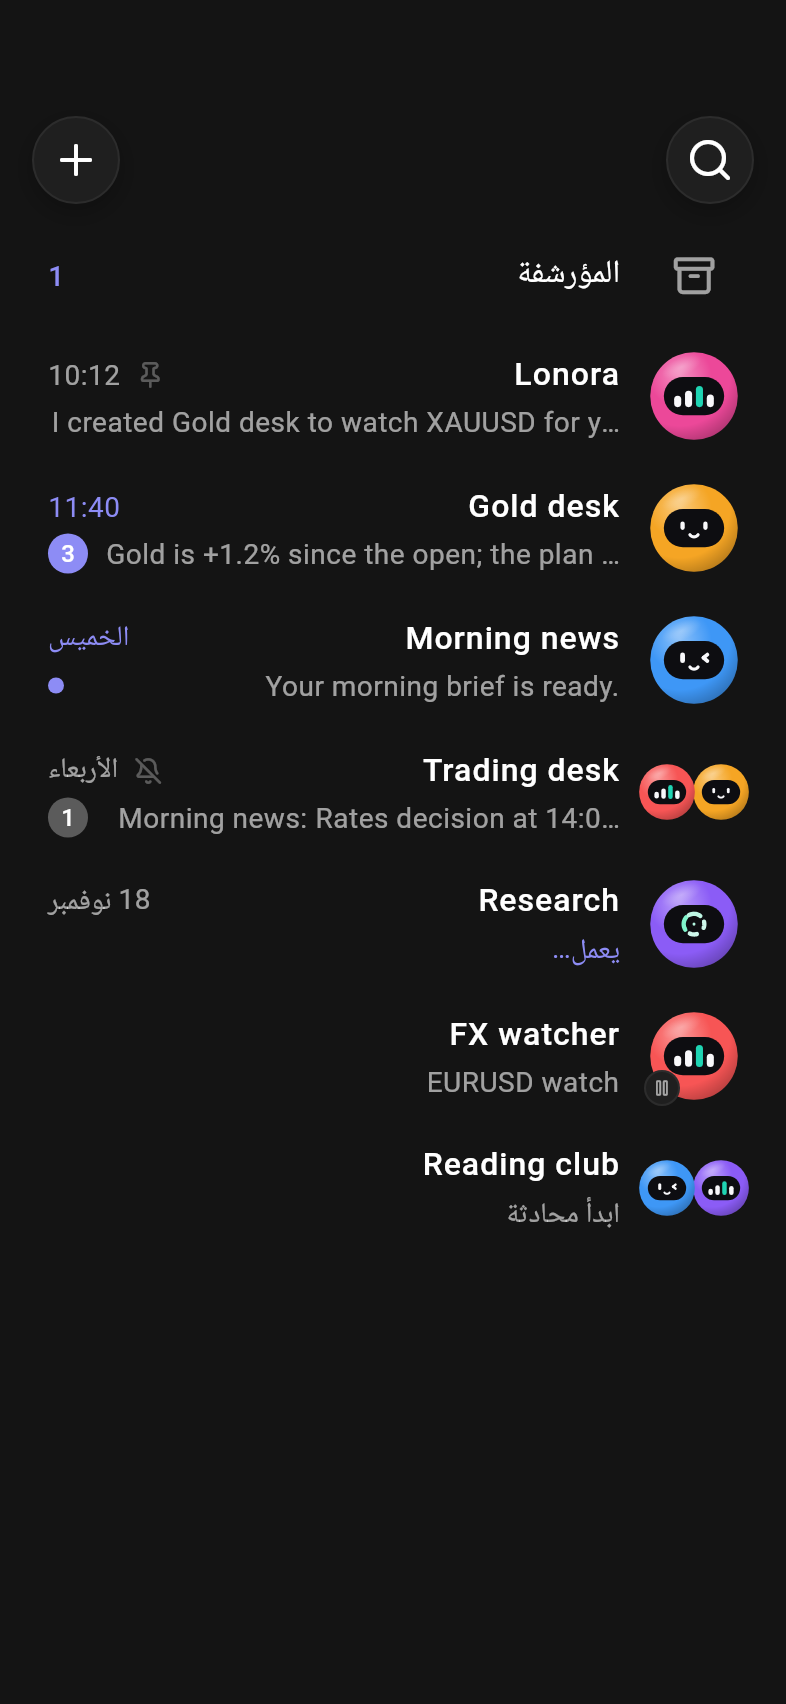 المؤرشفة
1
Lonora
10:12
I created Gold desk to watch XAUUSD for y…
Gold desk
11:40
Gold is +1.2% since the open; the plan …
3
Morning news
الخميس
Your morning brief is ready.
Trading desk
الأربعاء
Morning news: Rates decision at 14:0…
1
Research
18 نوفمبر
يعمل…
FX watcher
EURUSD watch
Reading club
ابدأ محادثة